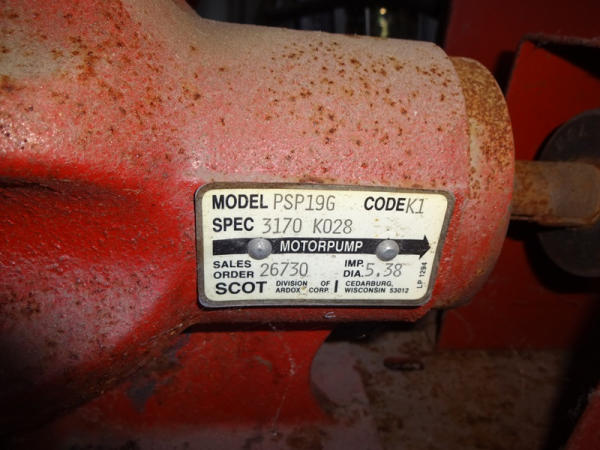 MODEL PSP19G CODE K1
SPEC 3170 K028
MOTORPUMP
SALES ORDER 26730 IMP. DIA. 5.38
SCOT DIVISION OF ARDOX CORP. CEDARBURG, WISCONSIN 53012
LP 1294